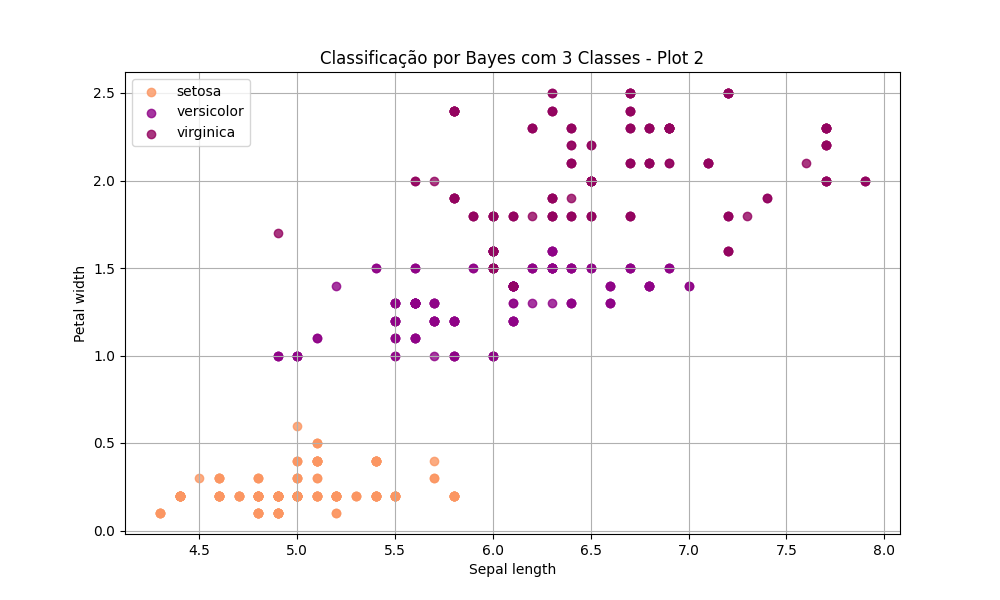 Classificação por Bayes com 3 Classes - Plot 2
setosa
versicolor
virginica
Petal width
2.5
2.0
1.5
1.0
0.5
0.0
4.5 5.0 5.5 6.0 6.5 7.0 7.5 8.0
Sepal length